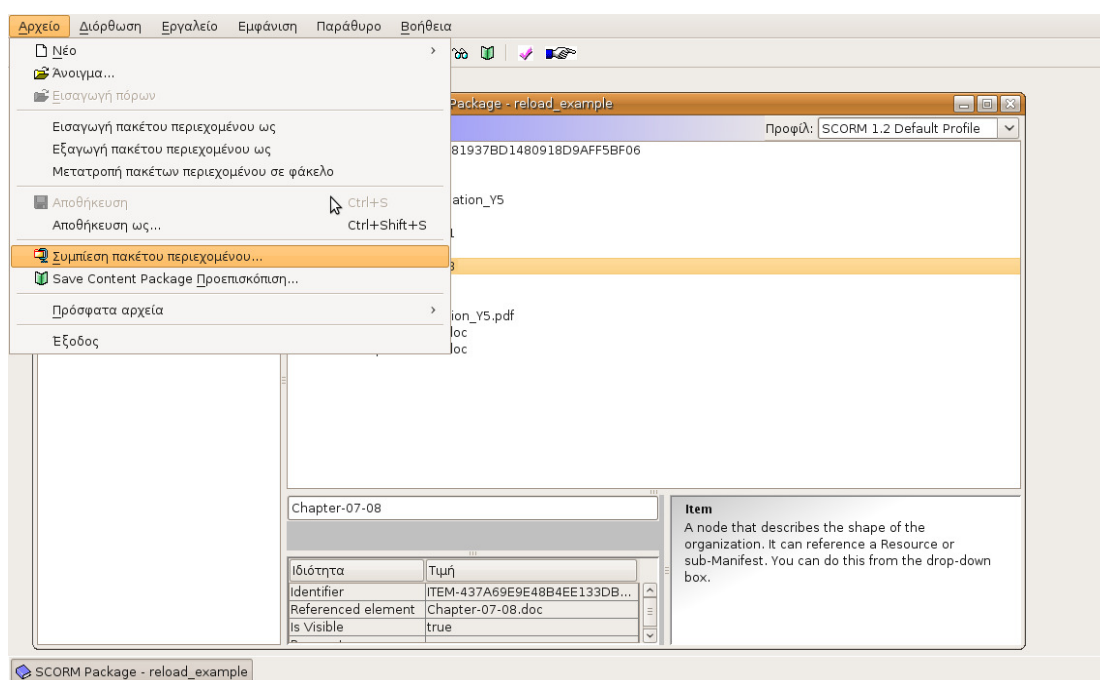 Αρχείο Διόρθωση Εργαλείο Εμφάνιση Παράθυρο Βοήθεια
Νέο
Άνοιγμα...
Εισαγωγή πόρων
Εισαγωγή πακέτου περιεχομένου ως
Εξαγωγή πακέτου περιεχομένου ως
Μετατροπή πακέτων περιεχομένου σε φάκελο
Αποθήκευση Ctrl+S
Αποθήκευση ως... Ctrl+Shift+S
Συμπίεση πακέτου περιεχομένου...
Save Content Package Προεπισκόπιση...
Πρόσφατα αρχεία
Έξοδος
Package - reload_example
Προφίλ: SCORM 1.2 Default Profile
81937BD1480918D9AFF5BF06
ation_Y5
ion_Y5.pdf
loc
loc
Chapter-07-08
Ιδιότητα Τιμή
Identifier ITEM-437A69E9E48B4EE133DB...
Referenced element Chapter-07-08.doc
Is Visible true
Item
A node that describes the shape of the
organization. It can reference a Resource or
sub-Manifest. You can do this from the drop-down
box.
SCORM Package - reload_example